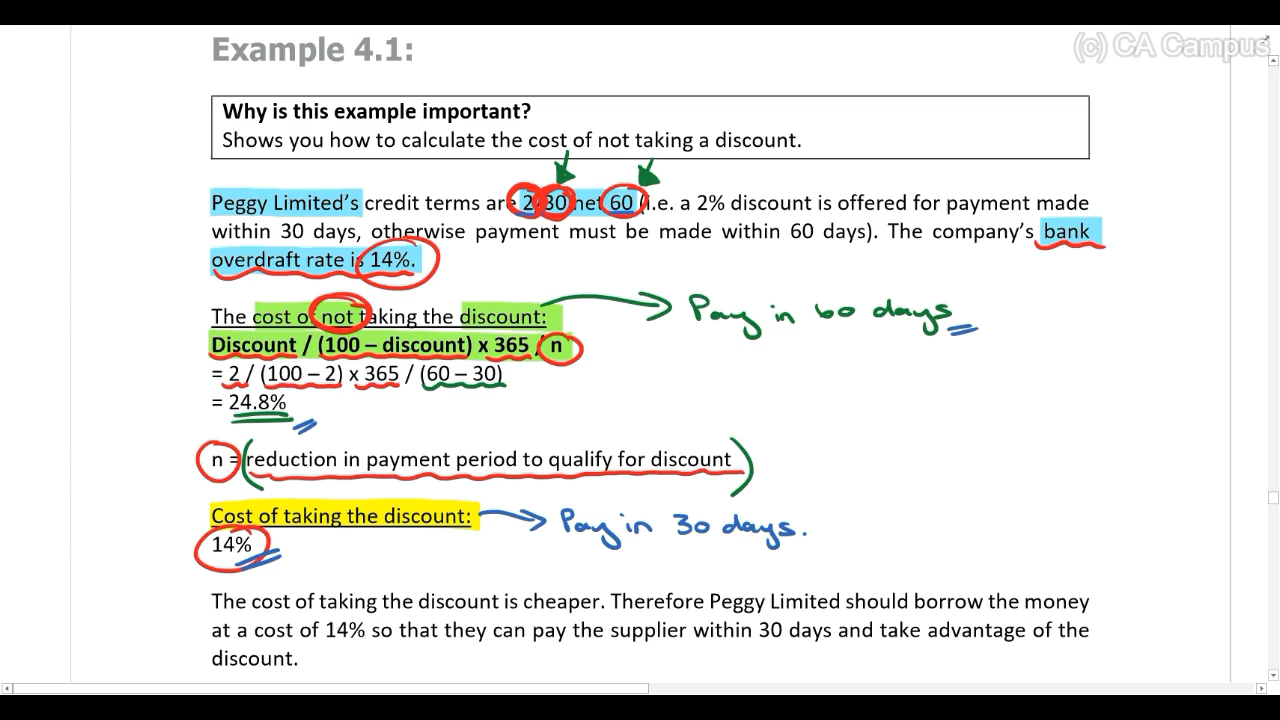 Example 4.1:
(c) CA Campus
Why is this example important?
Shows you how to calculate the cost of not taking a discount.
Peggy Limited's credit terms are 2/30 net 60 (i.e. a 2% discount is offered for payment made
within 30 days, otherwise payment must be made within 60 days). The company's bank
overdraft rate is 14%.
The cost of not taking the discount:
Pay in 60 days
Discount / (100 – discount) x 365 / n
= 2 / (100 – 2) x 365 / (60 – 30)
= 24.8%
n = (reduction in payment period to qualify for discount)
Cost of taking the discount:
Pay in 30 days.
14%
The cost of taking the discount is cheaper. Therefore Peggy Limited should borrow the money
at a cost of 14% so that they can pay the supplier within 30 days and take advantage of the
discount.